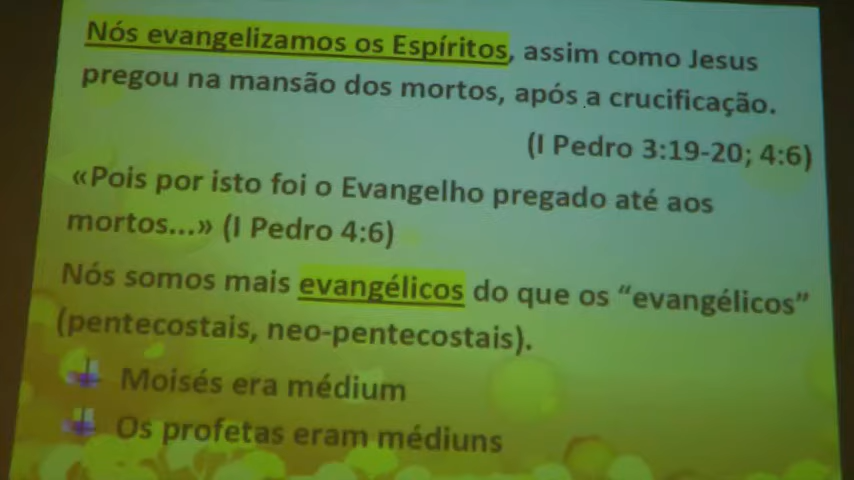 Nós evangelizamos os Espíritos, assim como Jesus
pregou na mansão dos mortos, após a crucificação.
(I Pedro 3:19-20; 4:6)
«Pois por isto foi o Evangelho pregado até aos
mortos...» (I Pedro 4:6)
Nós somos mais evangélicos do que os “evangélicos”
(pentecostais, neo-pentecostais).
Moisés era médium
Os profetas eram médiuns